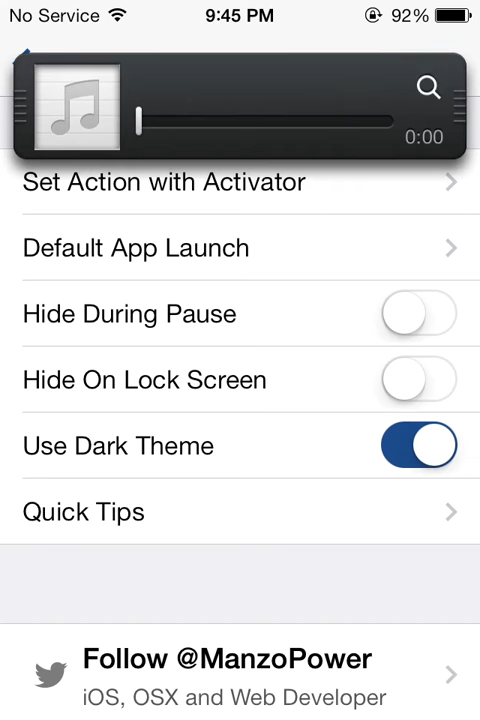 No Service 9:45 PM 92%
0:00
Set Action with Activator
Default App Launch
Hide During Pause
Hide On Lock Screen
Use Dark Theme
Quick Tips
Follow @ManzoPower
iOS, OSX and Web Developer